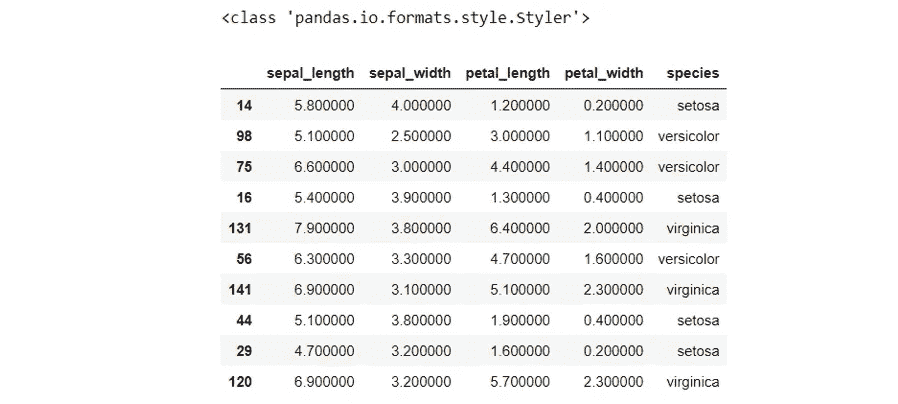 <class 'pandas.io.formats.style.Styler'>
sepal_length sepal_width petal_length petal_width species
14 5.800000 4.000000 1.200000 0.200000 setosa
98 5.100000 2.500000 3.000000 1.100000 versicolor
75 6.600000 3.000000 4.400000 1.400000 versicolor
16 5.400000 3.900000 1.300000 0.400000 setosa
131 7.900000 3.800000 6.400000 2.000000 virginica
56 6.300000 3.300000 4.700000 1.600000 versicolor
141 6.900000 3.100000 5.100000 2.300000 virginica
44 5.100000 3.800000 1.900000 0.400000 setosa
29 4.700000 3.200000 1.600000 0.200000 setosa
120 6.900000 3.200000 5.700000 2.300000 virginica